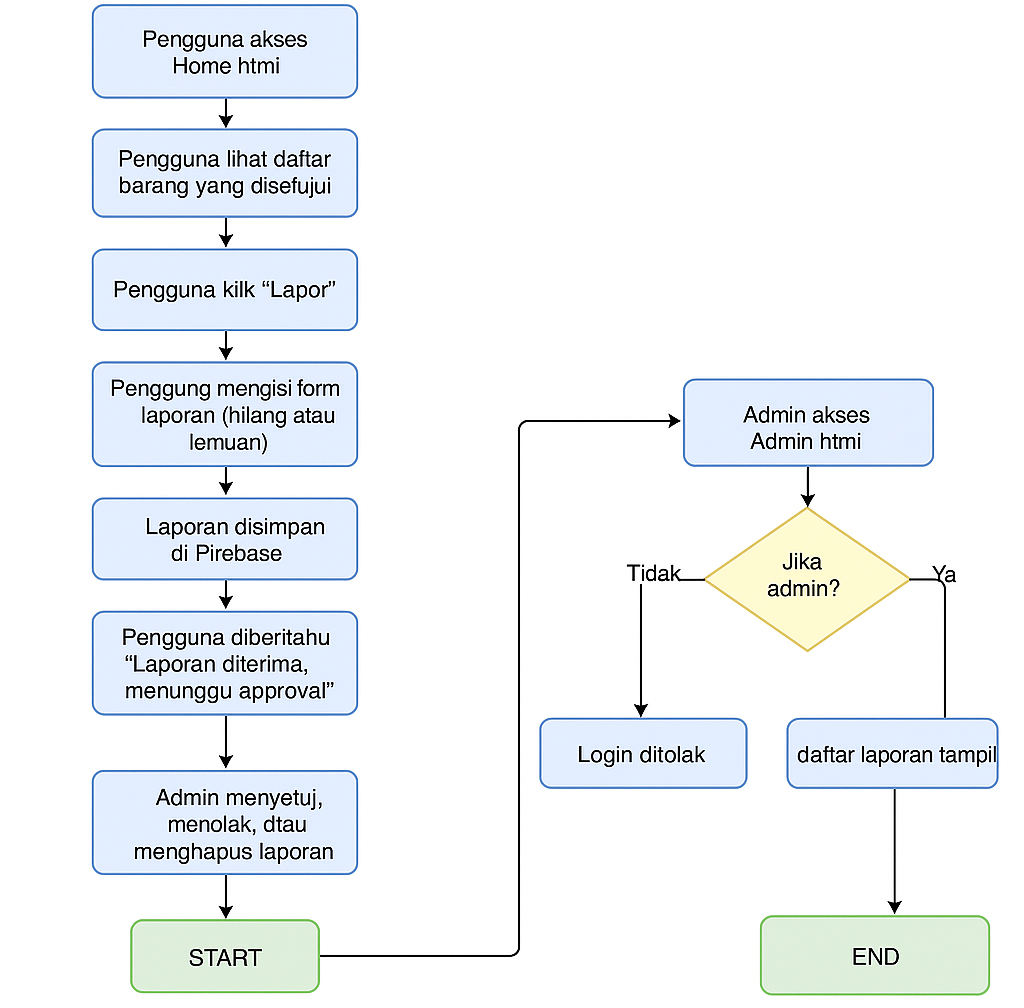 Pengguna akses
Home htmi
Pengguna lihat daftar
barang yang disefujui
Pengguna kilk “Lapor”
Penggung mengisi form
laporan (hilang atau
lemuan)
Laporan disimpan
di Pirebase
Pengguna diberitahu
“Laporan diterima,
menunggu approval”
Admin menyetuj,
menolak, dtau
menghapus laporan
START
Admin akses
Admin htmi
Jika
admin?
Tidak
Ya
Login ditolak
daftar laporan tampil
END